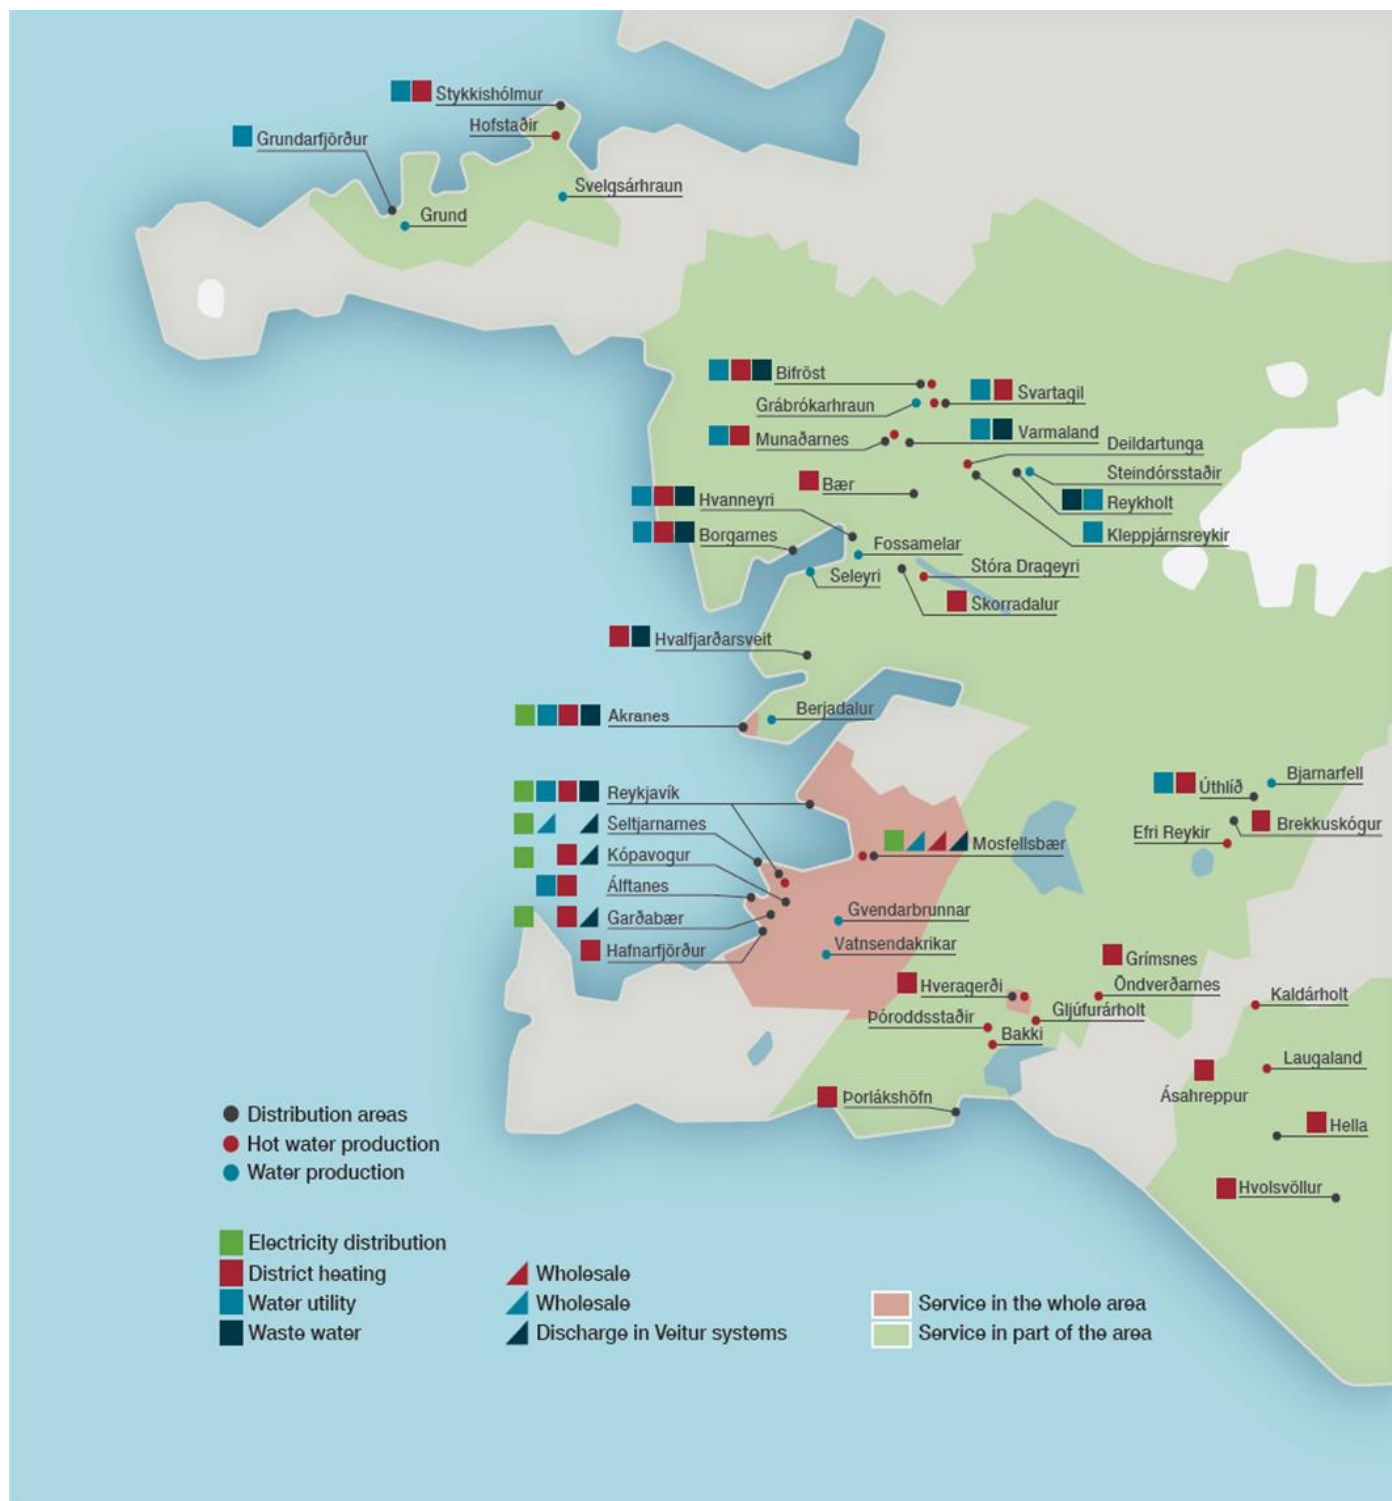 Stykkishólmur
Hofstaðir
Grundarfjörður
Svelgsárhraun
Grund
Bifröst
Svartagil
Grábrókarhraun
Varmaland
Munaðarnes
Deildartunga
Steindórsstaðir
Bær
Reykholt
Hvanneyri
Kleppjárnsreykir
Borgarnes
Fossamelar
Stóra Drageyri
Seleyri
Skorradalur
Hvalfjarðarsveit
Berjadalur
Akranes
Bjarnarfell
Úthlíð
Reykjavík
Seltjarnarnes
Brekkuskógur
Efri Reykir
Mosfellsbær
Kópavogur
Álftanes
Gvendarbrunnar
Garðabær
Vatnsendakrikar
Hafnarfjörður
Grímsnes
Hveragerði
Öndverðarnes
Kaldárholt
Gljúfurárholt
Þóroddsstaðir
Bakki
Laugaland
Ásahreppur
Þorlákshöfn
Hella
Hvolsvöllur
Distribution areas
Hot water production
Water production
Electricity distribution
District heating
Wholesale
Water utility
Wholesale
Service in the whole area
Waste water
Discharge in Veitur systems
Service in part of the area